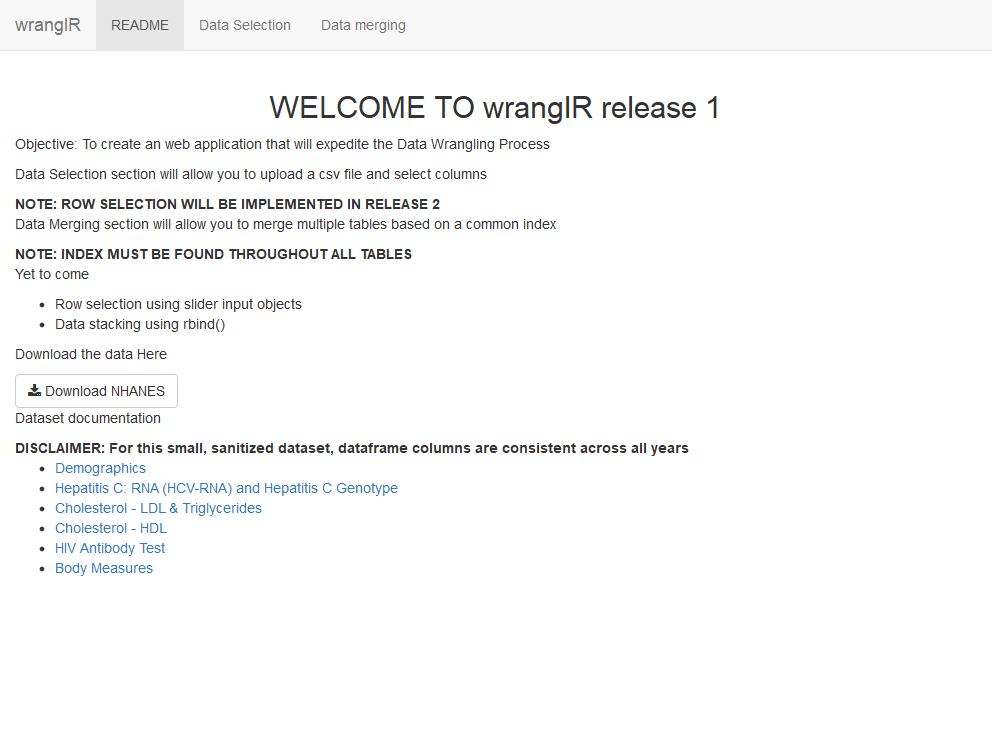 wranglR README Data Selection Data merging
WELCOME TO wranglR release 1
Objective: To create an web application that will expedite the Data Wrangling Process
Data Selection section will allow you to upload a csv file and select columns
NOTE: ROW SELECTION WILL BE IMPLEMENTED IN RELEASE 2
Data Merging section will allow you to merge multiple tables based on a common index
NOTE: INDEX MUST BE FOUND THROUGHOUT ALL TABLES
Yet to come
Row selection using slider input objects
Data stacking using rbind()
Download the data Here
Download NHANES
Dataset documentation
DISCLAIMER: For this small, sanitized dataset, dataframe columns are consistent across all years
Demographics
Hepatitis C: RNA (HCV-RNA) and Hepatitis C Genotype
Cholesterol - LDL & Triglycerides
Cholesterol - HDL
HIV Antibody Test
Body Measures